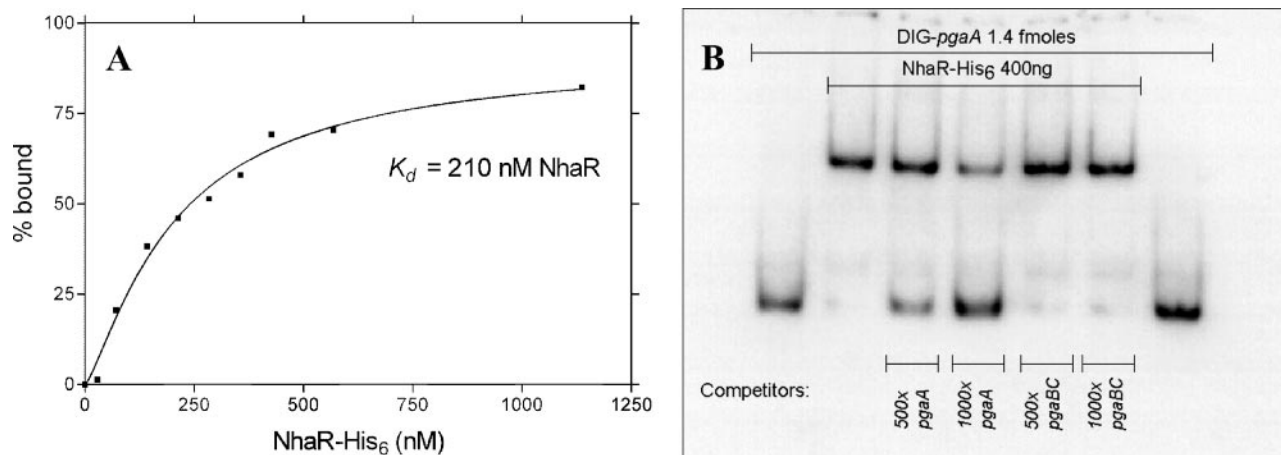 A
100
75
50
25
0
% bound
K_d = 210 nM NhaR
0 250 500 750 1000 1250
NhaR-His₆ (nM)
B
DIG-pgaA 1.4 fmoles
NhaR-His₆ 400ng
Competitors:
500x pgaA
1000x pgaA
500x pgaBC
1000x pgaBC